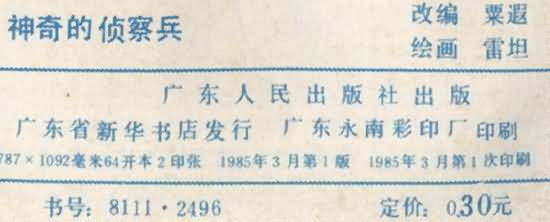 神奇的侦察兵
改编 粟遐
绘画 雷坦
广东人民出版社出版
广东省新华书店发行 广东永南彩印厂印刷
787×1092毫米64开本2印张 1985年3月第1版 1985年3月第1次印刷
书号：8111·2496 定价：0.30元